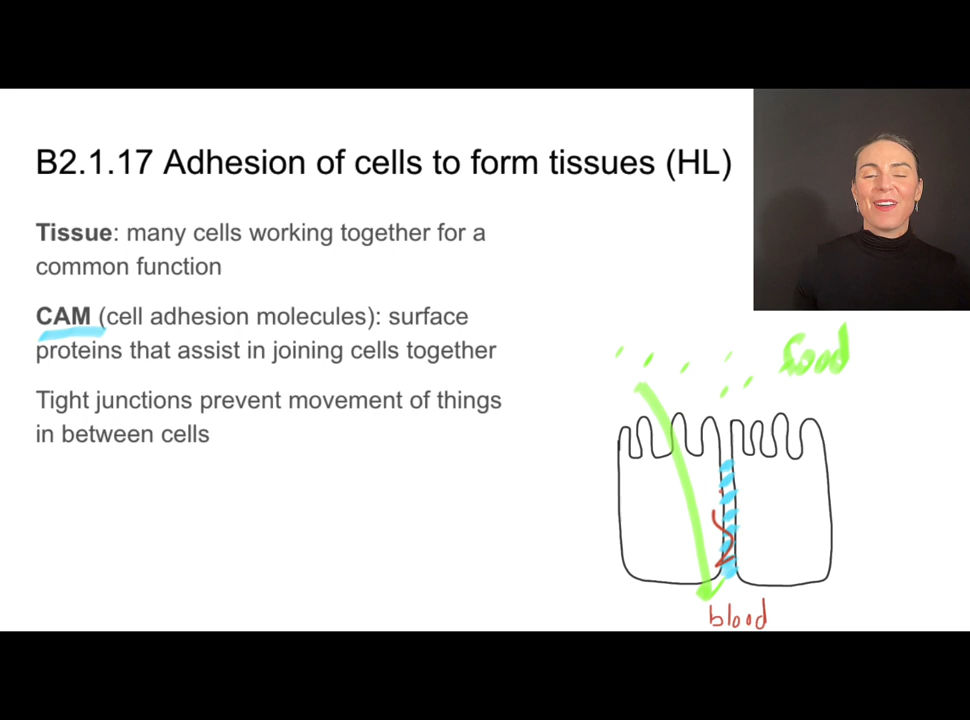 B2.1.17 Adhesion of cells to form tissues (HL)
Tissue: many cells working together for a
common function
CAM (cell adhesion molecules): surface
proteins that assist in joining cells together
Tight junctions prevent movement of things
in between cells
food
blood